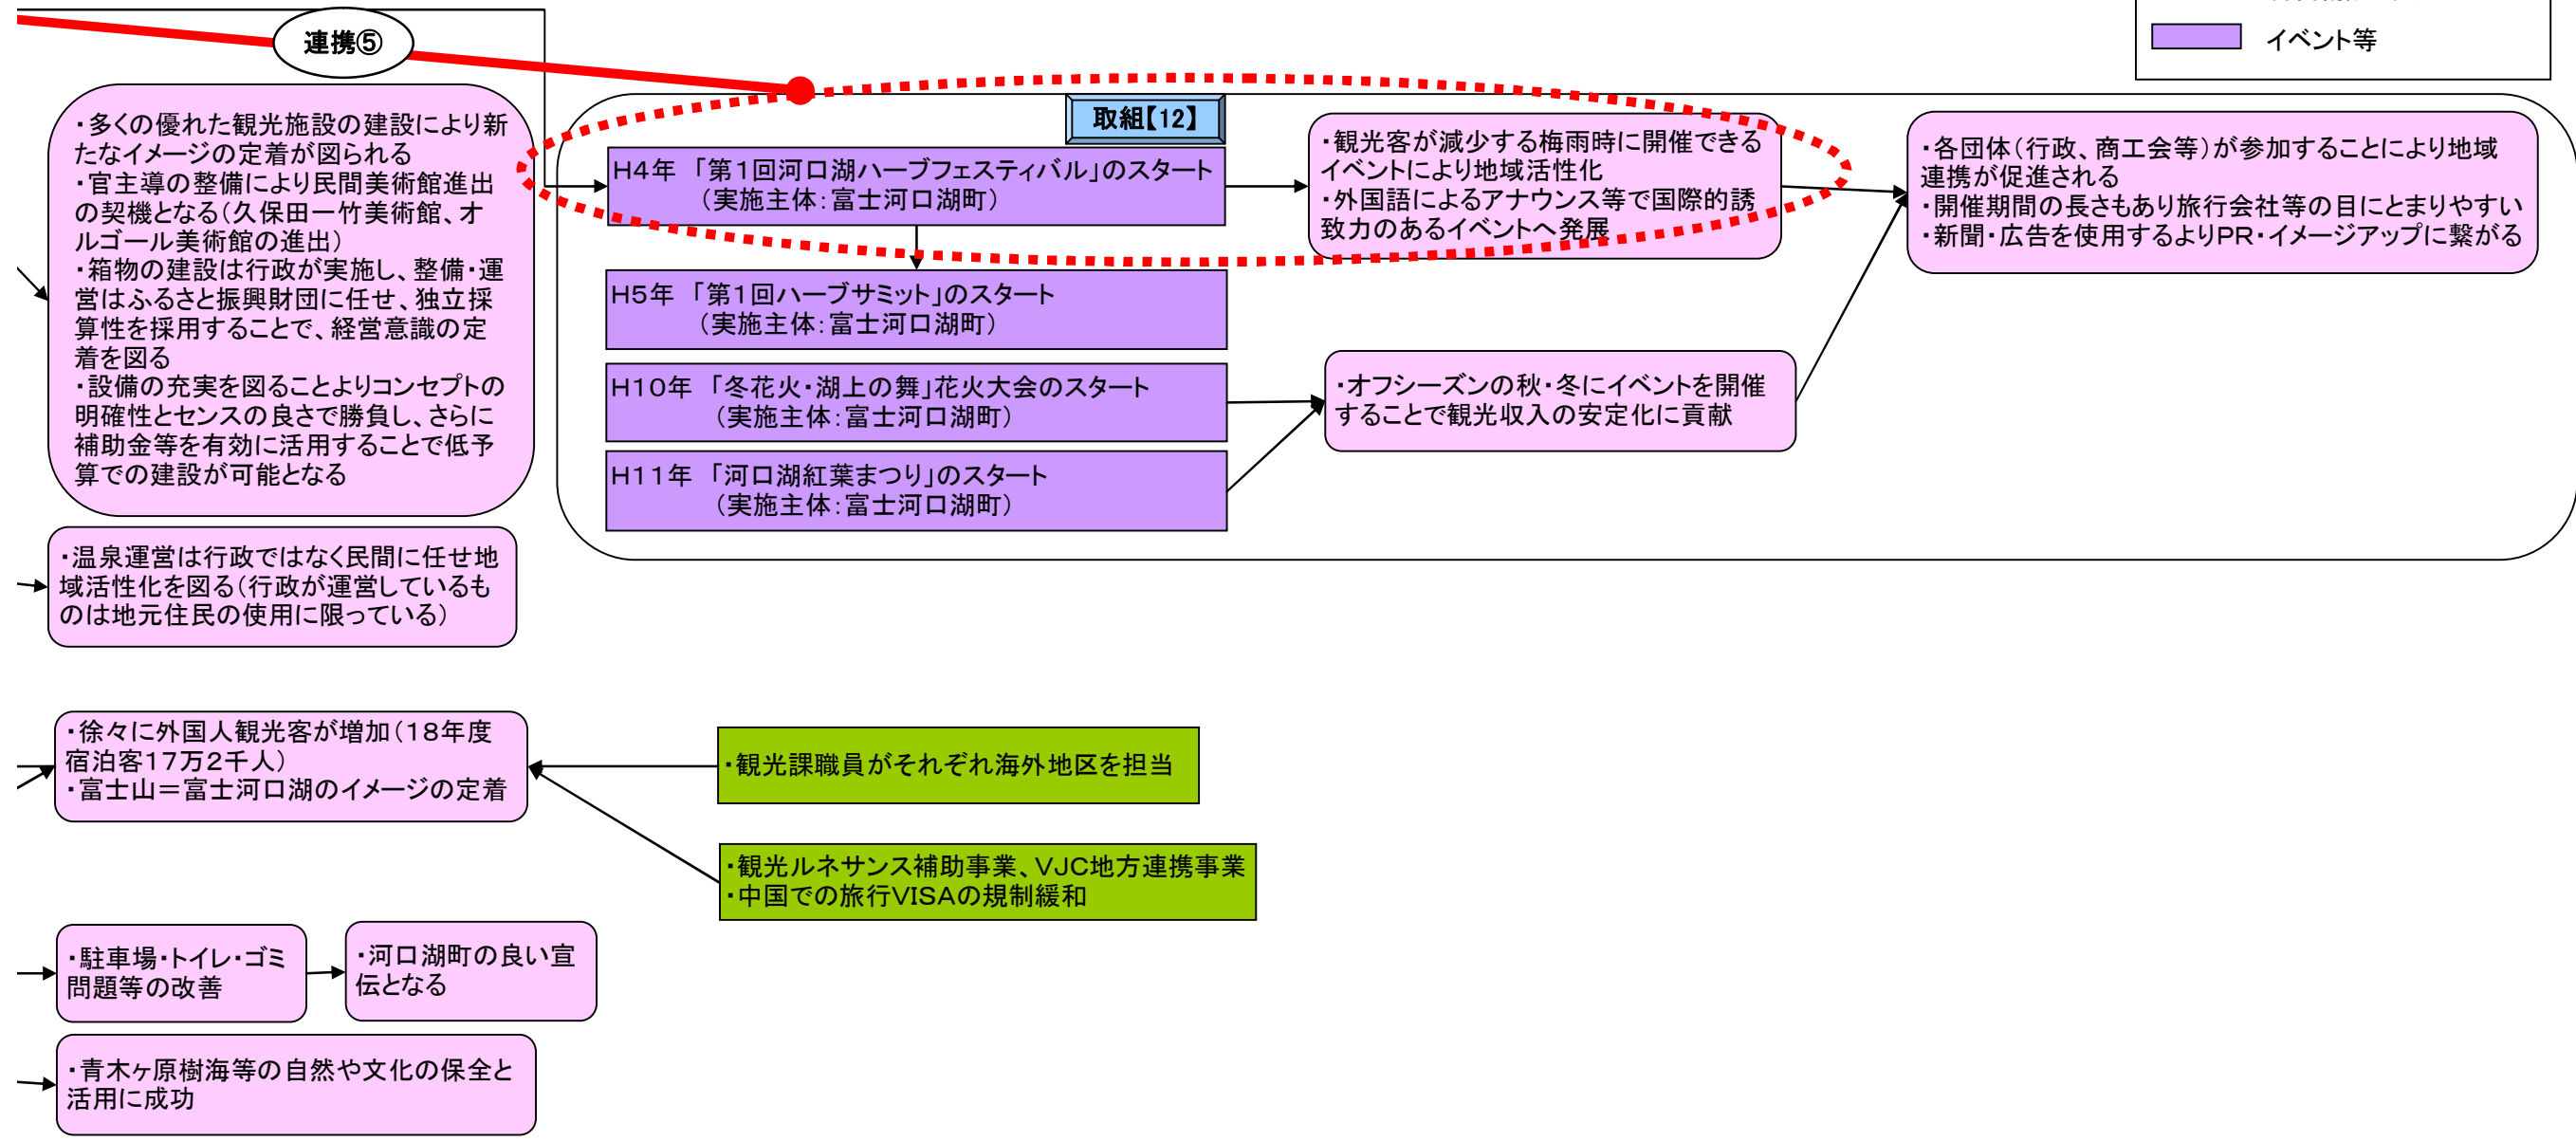 連携⑤
イベント等
・多くの優れた観光施設の建設により新
たなイメージの定着が図られる
・官主導の整備により民間美術館進出
の契機となる（久保田一竹美術館、オ
ルゴール美術館の進出）
・箱物の建設は行政が実施し、整備・運
営はふるさと振興財団に任せ、独立採
算性を採用することで、経営意識の定
着を図る
・設備の充実を図ることよりコンセプトの
明確性とセンスの良さで勝負し、さらに
補助金等を有効に活用することで低予
算での建設が可能となる
取組【12】
H4年　「第1回河口湖ハーブフェスティバル」のスタート
（実施主体：富士河口湖町）
・観光客が減少する梅雨時に開催できる
イベントにより地域活性化
・外国語によるアナウンス等で国際的誘
致力のあるイベントへ発展
・各団体（行政、商工会等）が参加することにより地域
連携が促進される
・開催期間の長さもあり旅行会社等の目にとまりやすい
・新聞・広告を使用するよりPR・イメージアップに繋がる
H5年　「第1回ハーブサミット」のスタート
（実施主体：富士河口湖町）
H10年　「冬花火・湖上の舞」花火大会のスタート
（実施主体：富士河口湖町）
・オフシーズンの秋・冬にイベントを開催
することで観光収入の安定化に貢献
H11年　「河口湖紅葉まつり」のスタート
（実施主体：富士河口湖町）
・温泉運営は行政ではなく民間に任せ地
域活性化を図る（行政が運営しているも
のは地元住民の使用に限っている）
・徐々に外国人観光客が増加（18年度
宿泊客17万2千人）
・富士山＝富士河口湖のイメージの定着
・観光課職員がそれぞれ海外地区を担当
・観光ルネサンス補助事業、VJC地方連携事業
・中国での旅行VISAの規制緩和
・駐車場・トイレ・ゴミ
問題等の改善
・河口湖町の良い宣
伝となる
・青木ヶ原樹海等の自然や文化の保全と
活用に成功